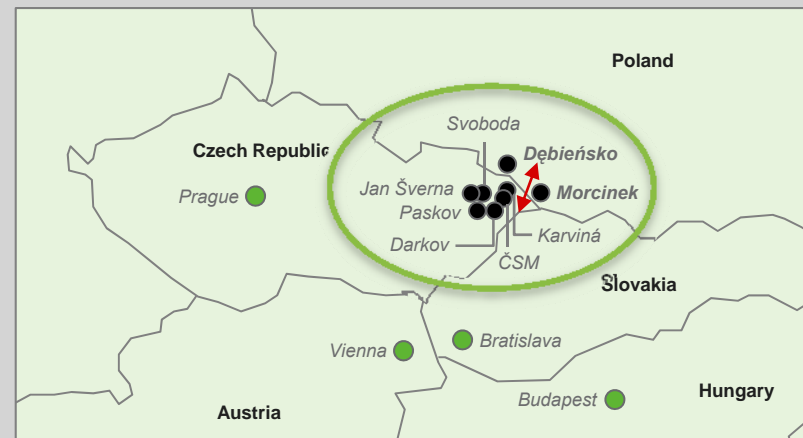 Poland
Svoboda
Czech Republic
Dębieńsko
Prague
Jan Šverna
Morcinek
Paskov
Karviná
Darkov
ČSM
Slovakia
Vienna
Bratislava
Budapest
Hungary
Austria